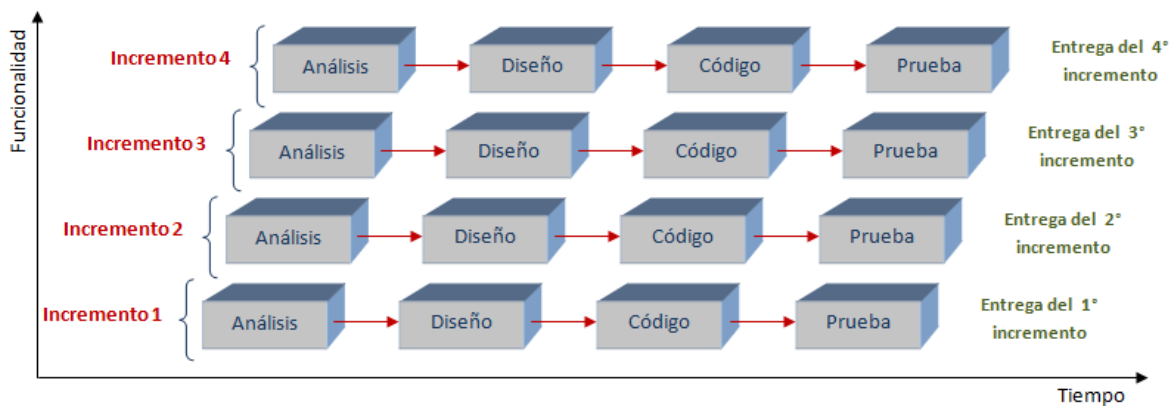 Funcionalidad
Incremento 4
Análisis
Diseño
Código
Prueba
Entrega del 4°
incremento
Incremento 3
Análisis
Diseño
Código
Prueba
Entrega del 3°
incremento
Incremento 2
Análisis
Diseño
Código
Prueba
Entrega del 2°
incremento
Incremento 1
Análisis
Diseño
Código
Prueba
Entrega del 1°
incremento
Tiempo